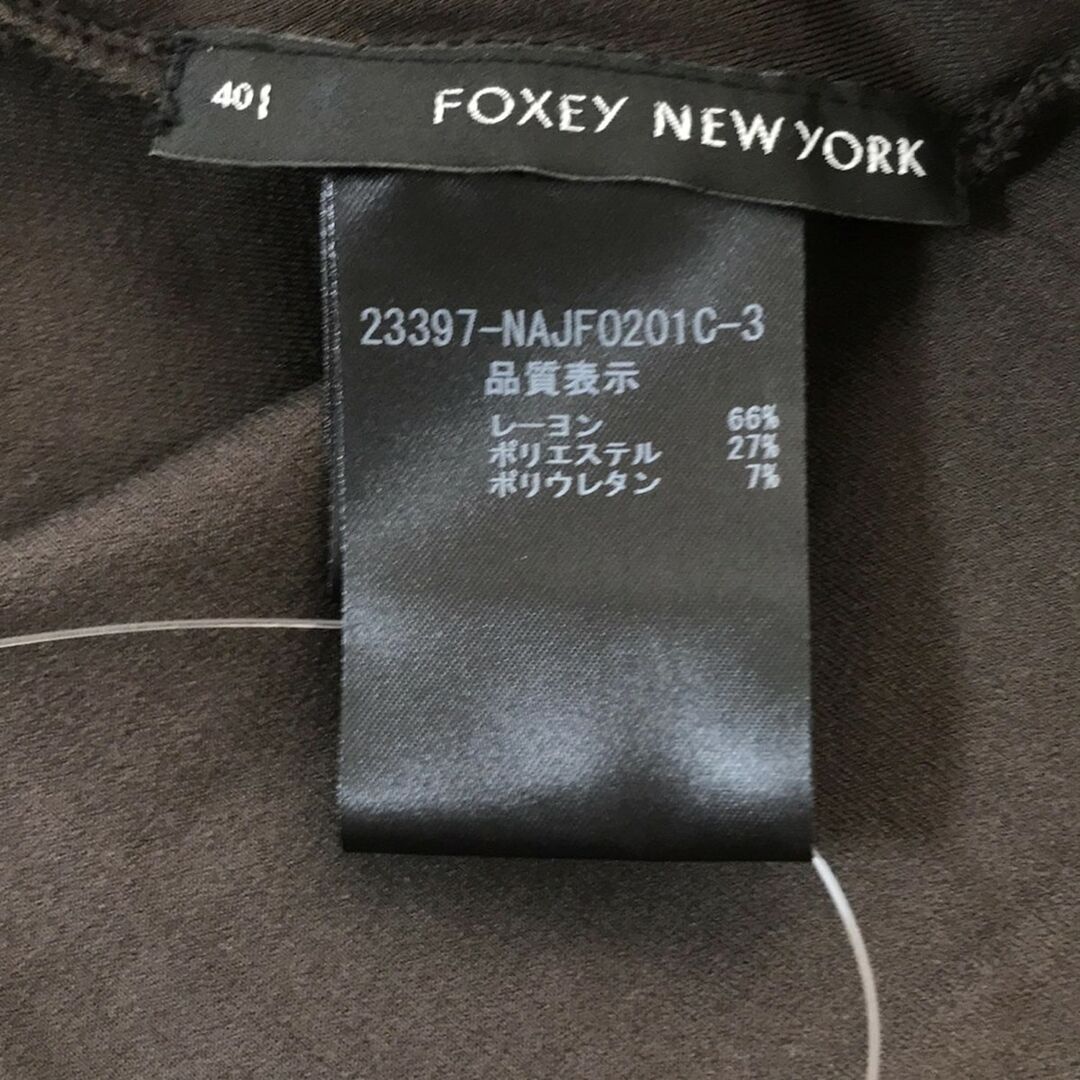 40
FOXEY NEW YORK
23397-NAJF0201C-3
品質表示
レーヨン 66%
ポリエステル 27%
ポリウレタン 7%